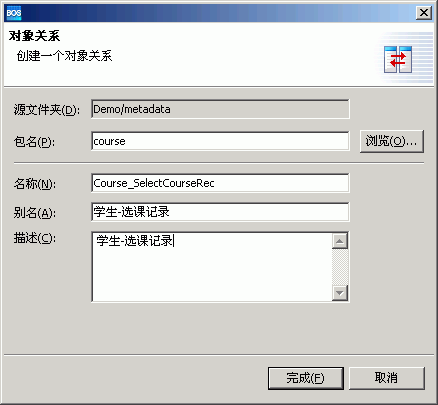 BOS
对象关系
创建一个对象关系
源文件夹(D): Demo/metadata
包名(P): course 浏览(O)...
名称(N): Course_SelectCourseRec
别名(A): 学生-选课记录
描述(C): 学生-选课记录
完成(F) 取消